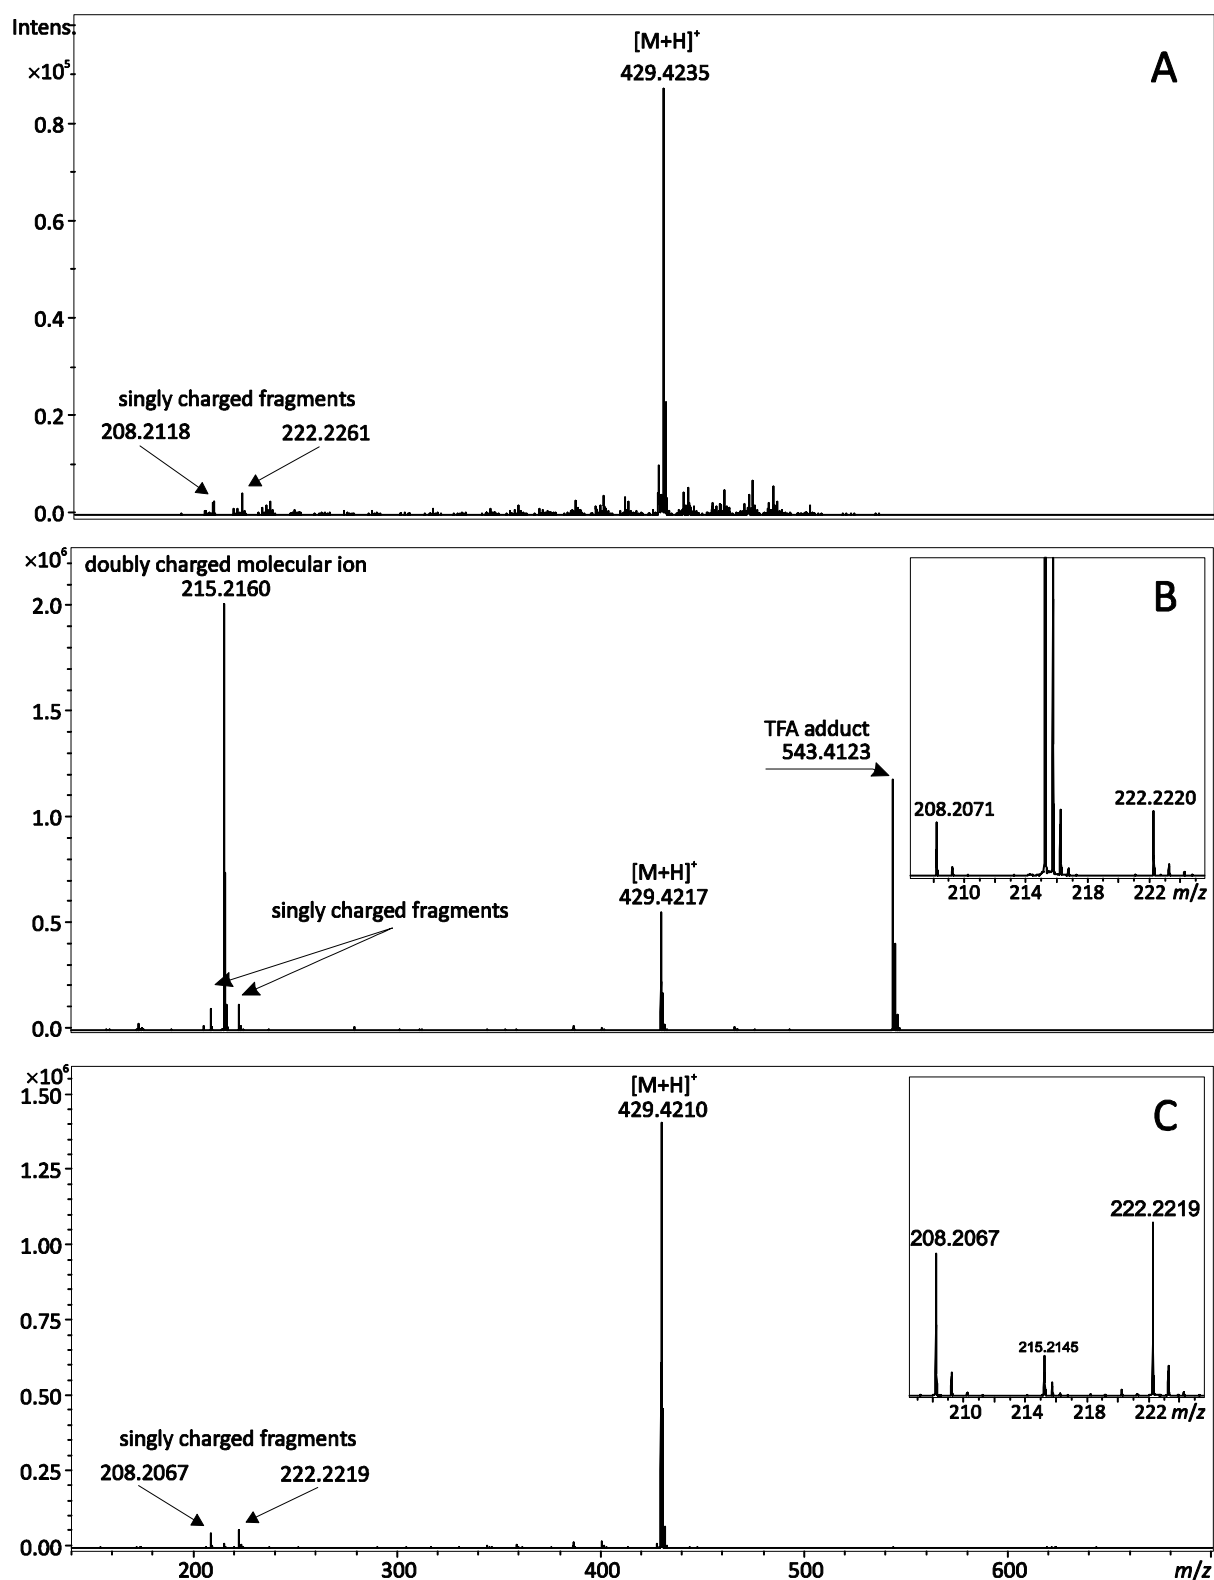 Intens.
×10⁵
[M+H]⁺
429.4235
A
0.8
0.6
0.4
singly charged fragments
208.2118 222.2261
0.2
0.0
×10⁶
doubly charged molecular ion
215.2160
B
2.0
1.5
TFA adduct
543.4123
1.0
208.2071 222.2220
[M+H]⁺
429.4217
210 214 218 222 m/z
singly charged fragments
0.5
0.0
×10⁶
[M+H]⁺
429.4210
C
1.50
1.25
222.2219
208.2067
1.00
0.75
215.2145
210 214 218 222 m/z
0.50
singly charged fragments
208.2067 222.2219
0.25
0.00
200 300 400 500 600 m/z